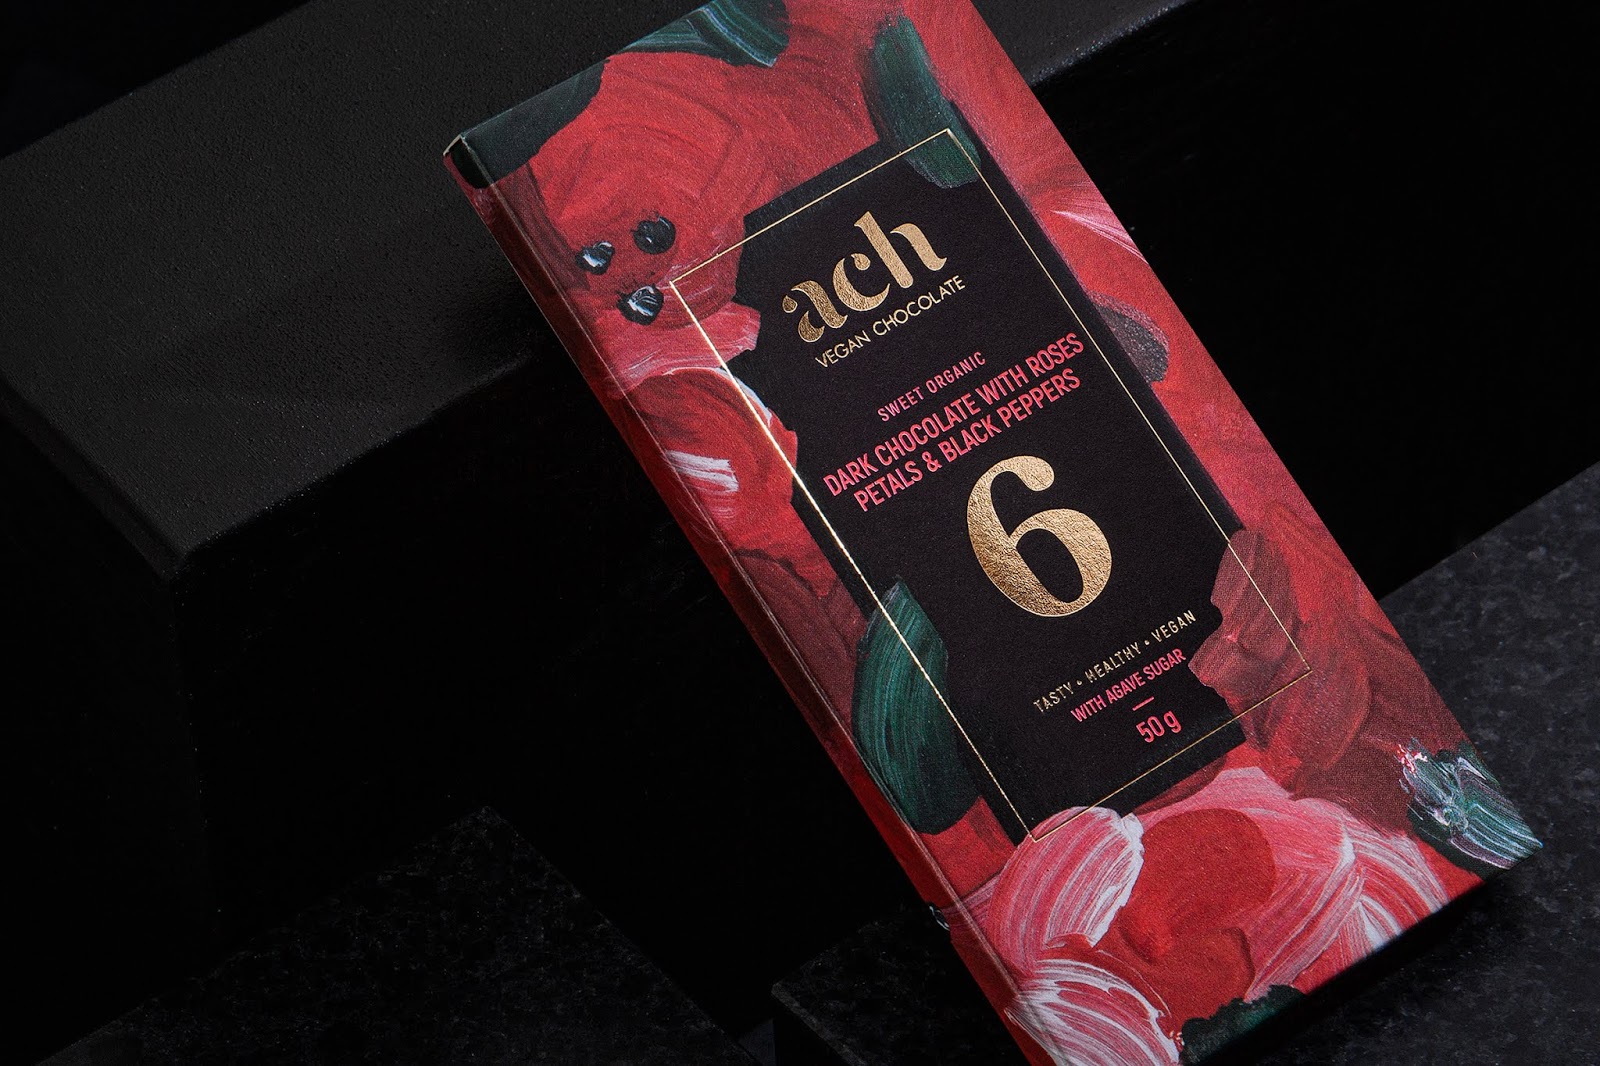 ach
VEGAN CHOCOLATE
SWEET ORGANIC
DARK CHOCOLATE WITH ROSES
PETALS & BLACK PEPPERS
6
TASTY • HEALTHY • VEGAN
WITH AGAVE SUGAR
50 g